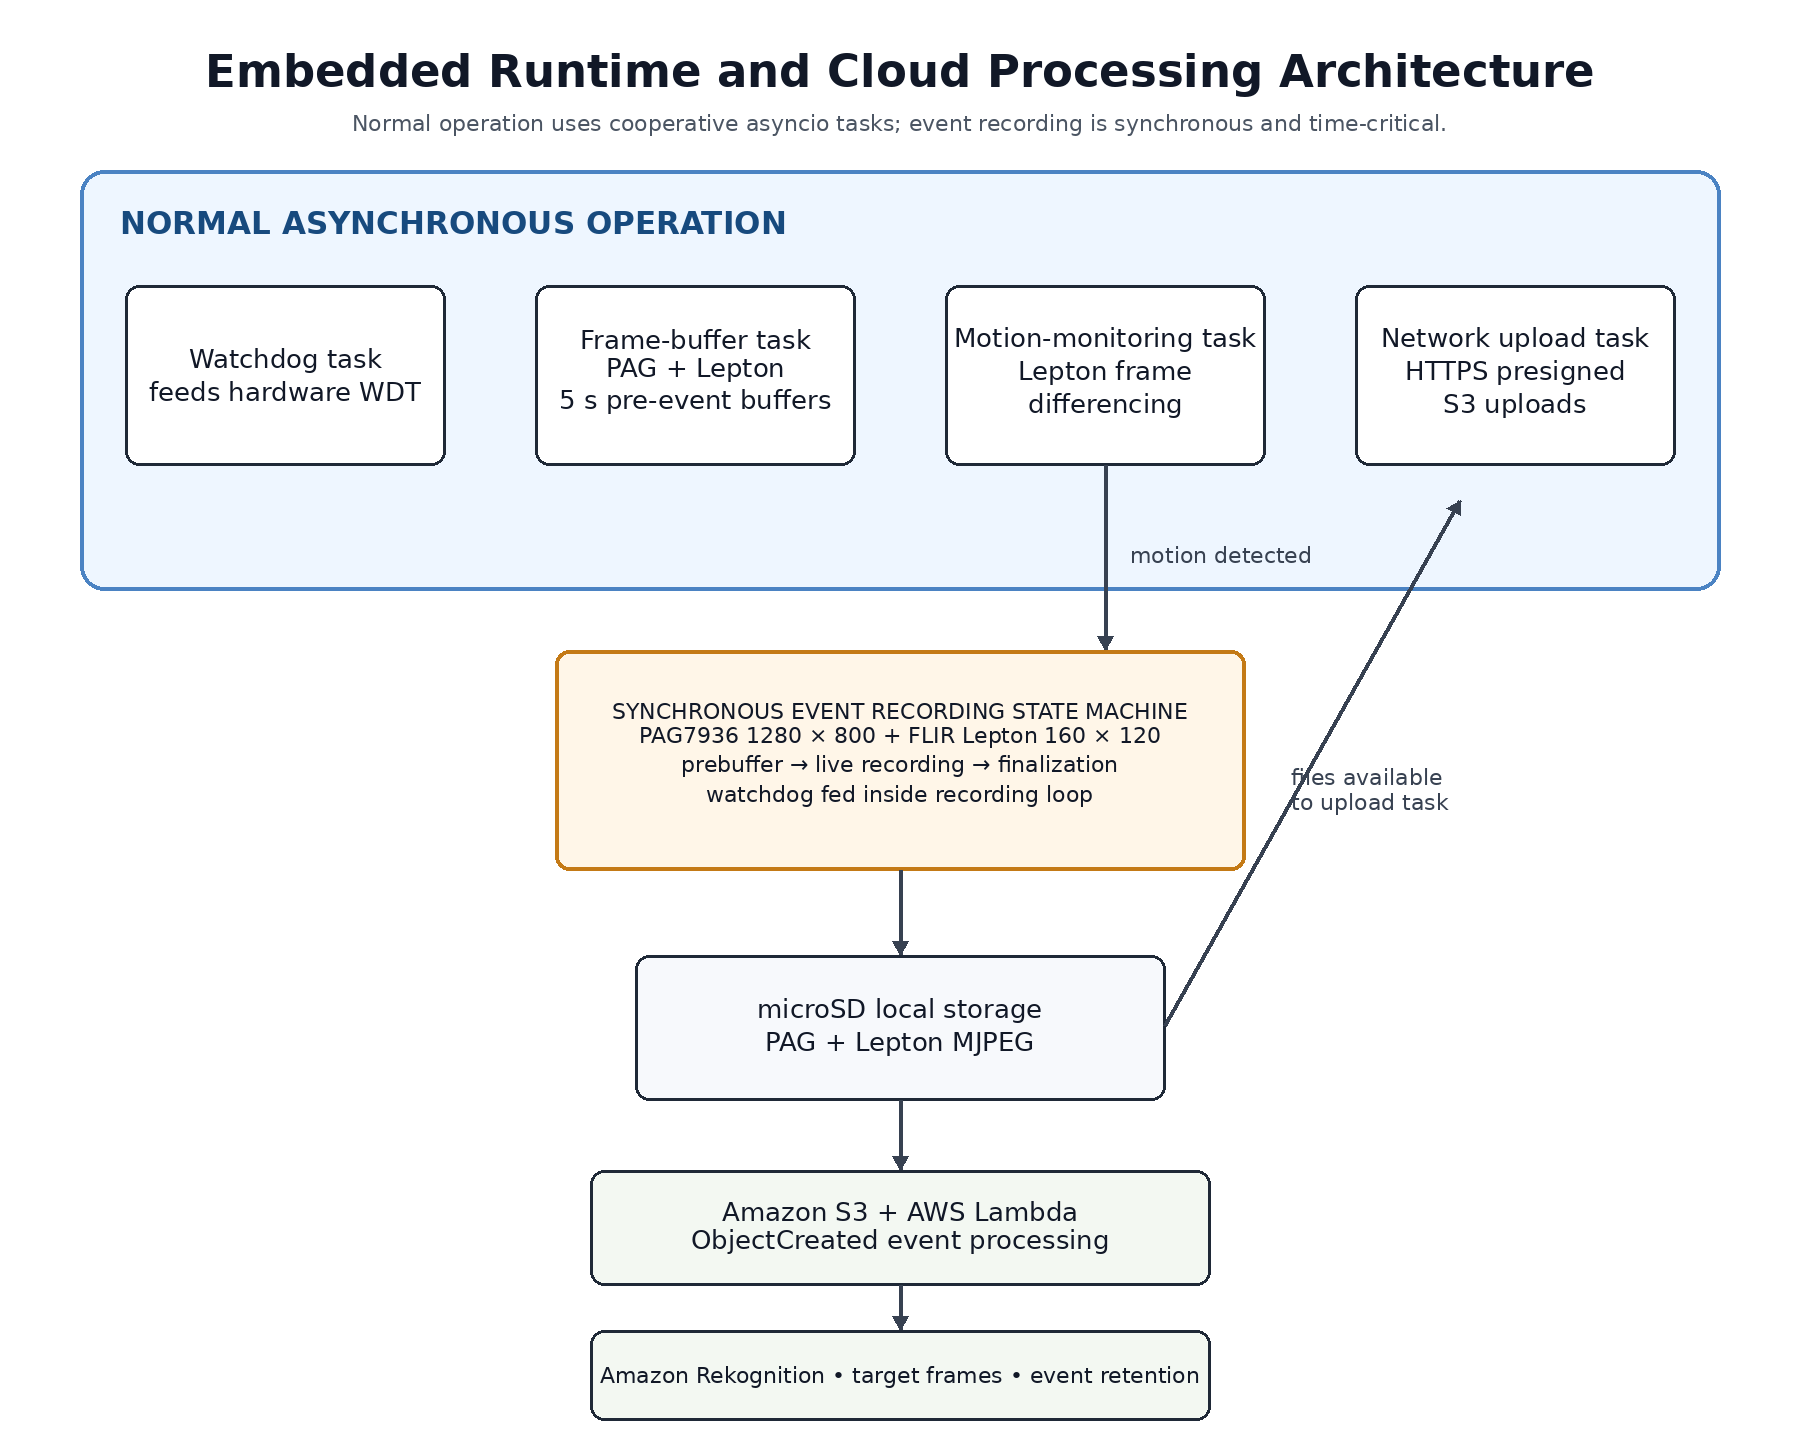 Embedded Runtime and Cloud Processing Architecture
Normal operation uses cooperative asyncio tasks; event recording is synchronous and time-critical.
NORMAL ASYNCHRONOUS OPERATION
Watchdog task
feeds hardware WDT
Frame-buffer task
PAG + Lepton
5 s pre-event buffers
Motion-monitoring task
Lepton frame
differencing
Network upload task
HTTPS presigned
S3 uploads
motion detected
SYNCHRONOUS EVENT RECORDING STATE MACHINE
PAG7936 1280 × 800 + FLIR Lepton 160 × 120
prebuffer → live recording → finalization
watchdog fed inside recording loop
files available
to upload task
microSD local storage
PAG + Lepton MJPEG
Amazon S3 + AWS Lambda
ObjectCreated event processing
Amazon Rekognition • target frames • event retention